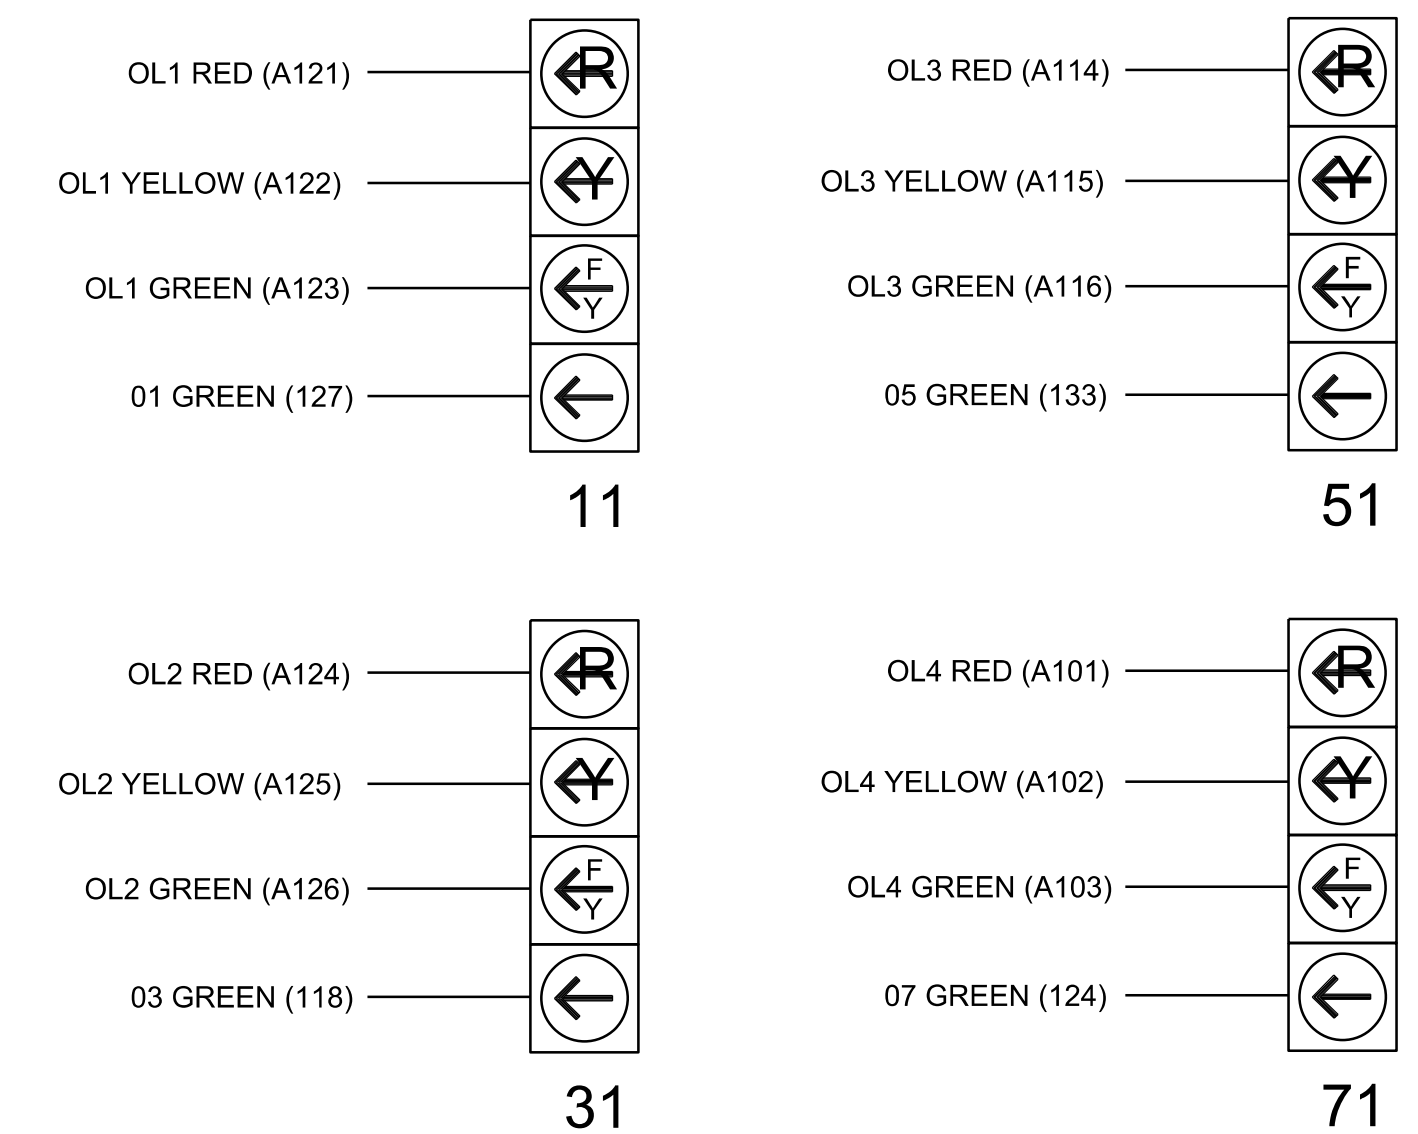 OL1 RED (A121)
R
OL1 YELLOW (A122)
Y
OL1 GREEN (A123)
F
Y
01 GREEN (127)
11
OL3 RED (A114)
R
OL3 YELLOW (A115)
Y
OL3 GREEN (A116)
F
Y
05 GREEN (133)
51
OL2 RED (A124)
R
OL2 YELLOW (A125)
Y
OL2 GREEN (A126)
F
Y
03 GREEN (118)
31
OL4 RED (A101)
R
OL4 YELLOW (A102)
Y
OL4 GREEN (A103)
F
Y
07 GREEN (124)
71